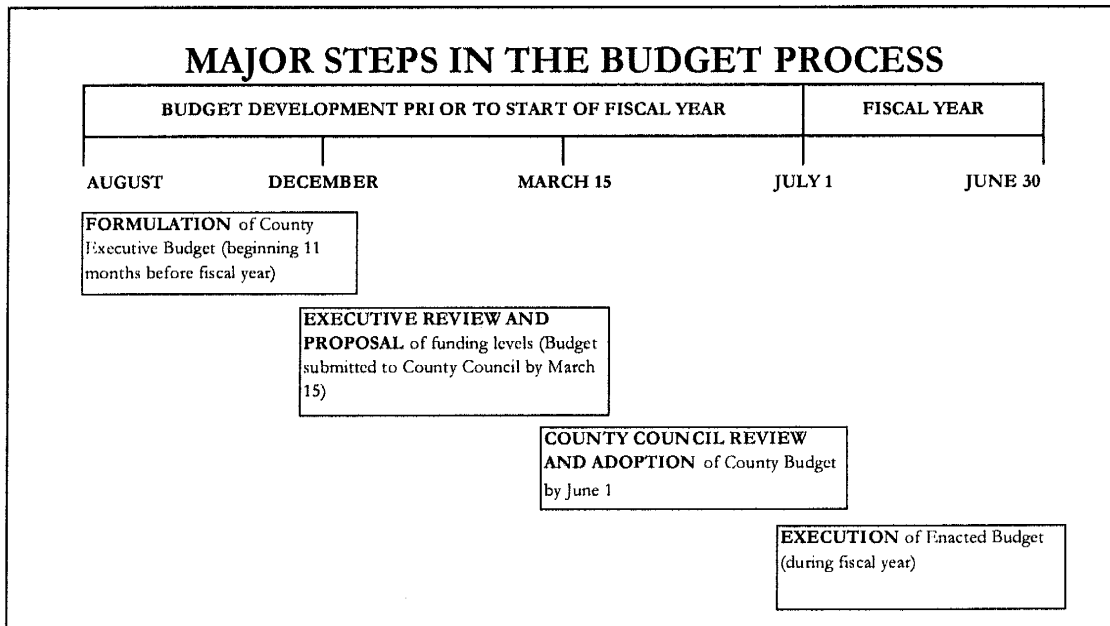 MAJOR STEPS IN THE BUDGET PROCESS
BUDGET DEVELOPMENT PRI OR TO START OF FISCAL YEAR
FISCAL YEAR
AUGUST DECEMBER MARCH 15 JULY 1 JUNE 30
FORMULATION of County
Executive Budget (beginning 11
months before fiscal year)
EXECUTIVE REVIEW AND
PROPOSAL of funding levels (Budget
submitted to County Council by March
15)
COUNTY COUNCIL REVIEW
AND ADOPTION of County Budget
by June 1
EXECUTION of Enacted Budget
(during fiscal year)